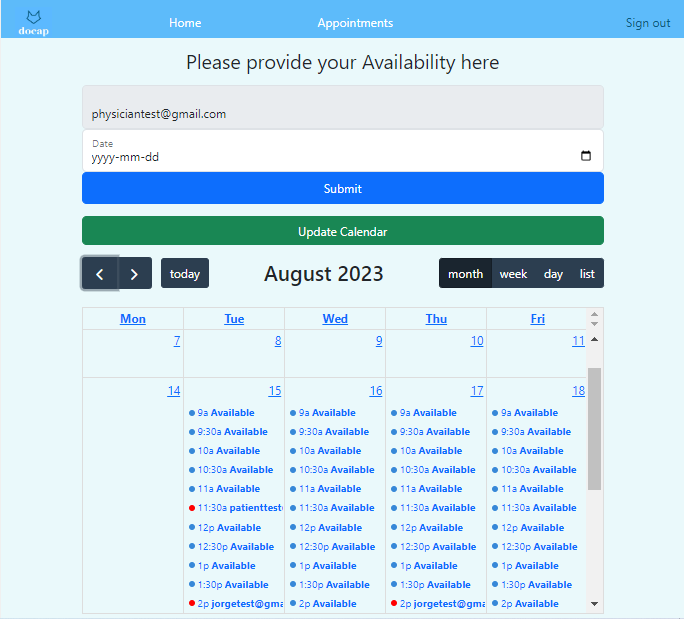 docap Home Appointments Sign out
Please provide your Availability here
physiciantest@gmail.com
Date
yyyy-mm-dd
Submit
Update Calendar
today August 2023 month week day list
Mon Tue Wed Thu Fri
7 8 9 10 11
14 15 16 17 18
9a Available 9a Available 9a Available 9a Available
9:30a Available 9:30a Available 9:30a Available 9:30a Available
10a Available 10a Available 10a Available 10a Available
10:30a Available 10:30a Available 10:30a Available 10:30a Available
11a Available 11a Available 11a Available 11a Available
11:30a patienttest 11:30a Available 11:30a Available 11:30a Available
12p Available 12p Available 12p Available 12p Available
12:30p Available 12:30p Available 12:30p Available 12:30p Available
1p Available 1p Available 1p Available 1p Available
1:30p Available 1:30p Available 1:30p Available 1:30p Available
2p jorgetest@gma 2p Available 2p jorgetest@gma 2p Available